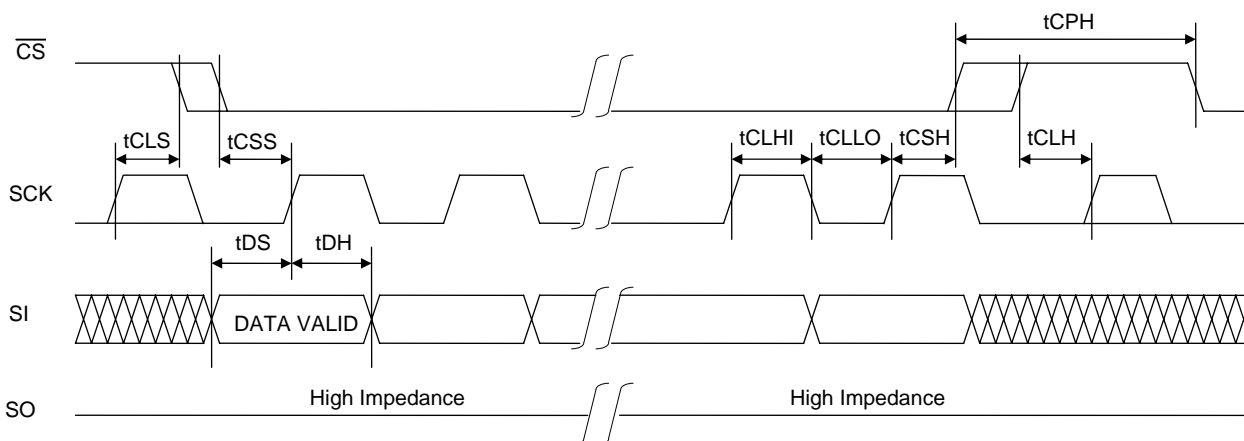 tCPH
CS
tCLS
tCSS
tCLHI
tCLLO
tCSH
tCLH
SCK
tDS
tDH
SI
DATA VALID
High Impedance
High Impedance
SO